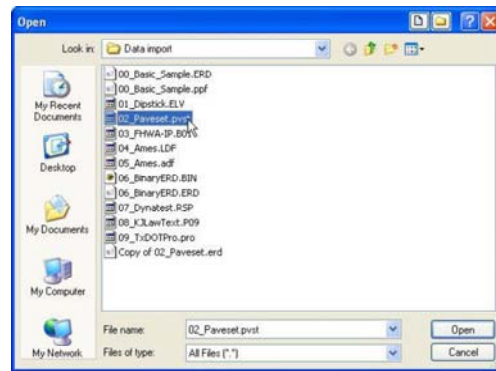 Open
Look in:
Data import
My Recent
Documents
Desktop
My Documents
My Computer
My Network
00_Basic_Sample.ERD
00_Basic_Sample.ppf
01_Dipstick.ELV
02_Paveset.pvst
03_FHWA-IP.
04_Ames.LDF
05_Ames.adf
06_BinaryERD.BIN
06_BinaryERD.ERD
07_Dynatest.RSP
08_KJLawText.P09
09_TxDOTPro.pro
Copy of 02_Paveset.erd
File name:
02_Paveset.pvst
Open
Files of type:
All Files (*.*)
Cancel